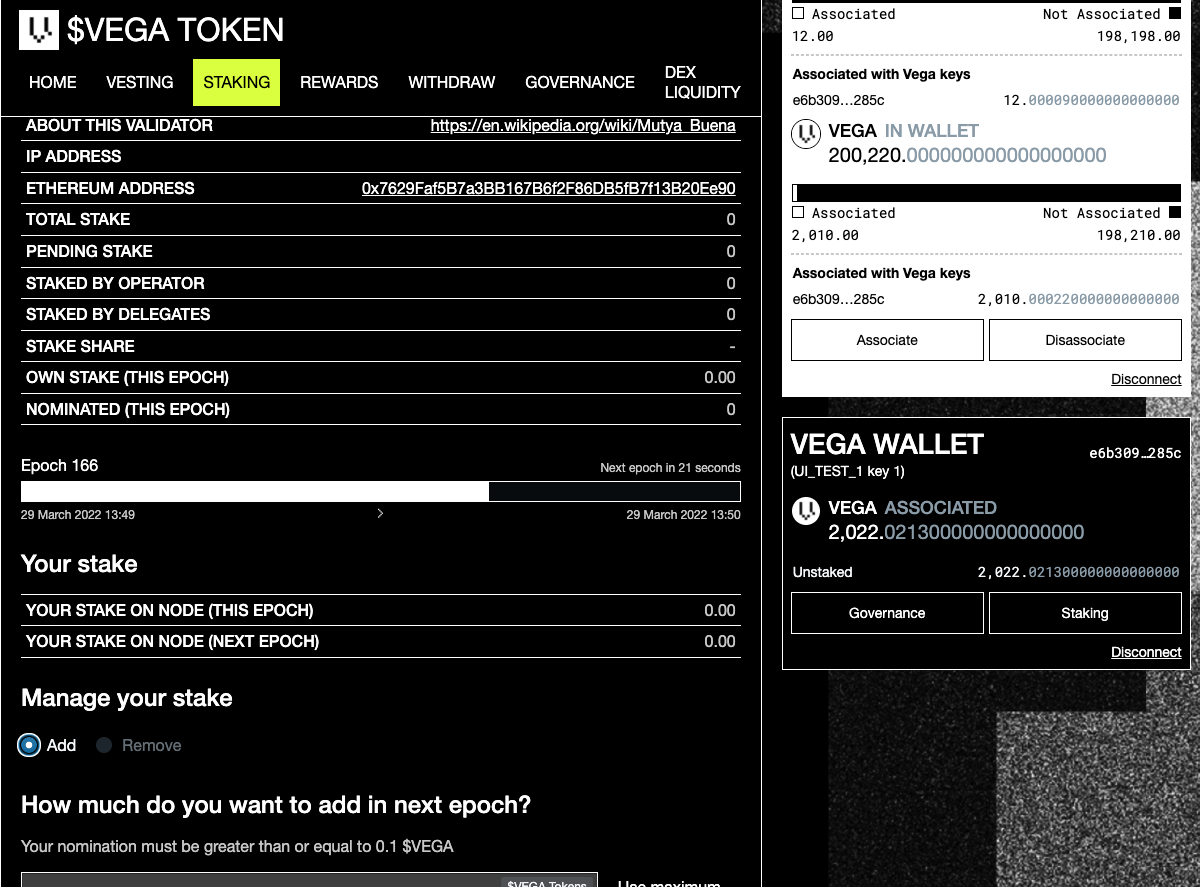 $VEGA TOKEN
HOME VESTING STAKING REWARDS WITHDRAW GOVERNANCE DEX LIQUIDITY
ABOUT THIS VALIDATOR https://en.wikipedia.org/wiki/Mutya_Buena
IP ADDRESS
ETHEREUM ADDRESS 0x7629Faf5B7a3BB167B6f2F86DB5fB7f13B20Ee90
TOTAL STAKE 0
PENDING STAKE 0
STAKED BY OPERATOR 0
STAKED BY DELEGATES 0
STAKE SHARE -
OWN STAKE (THIS EPOCH) 0.00
NOMINATED (THIS EPOCH) 0
Epoch 166 Next epoch in 21 seconds
29 March 2022 13:49 29 March 2022 13:50
Your stake
YOUR STAKE ON NODE (THIS EPOCH) 0.00
YOUR STAKE ON NODE (NEXT EPOCH) 0.00
Manage your stake
Add Remove
How much do you want to add in next epoch?
Your nomination must be greater than or equal to 0.1 $VEGA
$VEGA Tokens Use maximum
Associated Not Associated
12.00 198,198.00
Associated with Vega keys
e6b309…285c 12.000090000000000000
VEGA IN WALLET
200,220.000000000000000000
Associated Not Associated
2,010.00 198,210.00
Associated with Vega keys
e6b309…285c 2,010.000220000000000000
Associate Disassociate
Disconnect
VEGA WALLET e6b309…285c
(UI_TEST_1 key 1)
VEGA ASSOCIATED
2,022.021300000000000000
Unstaked 2,022.021300000000000000
Governance Staking
Disconnect